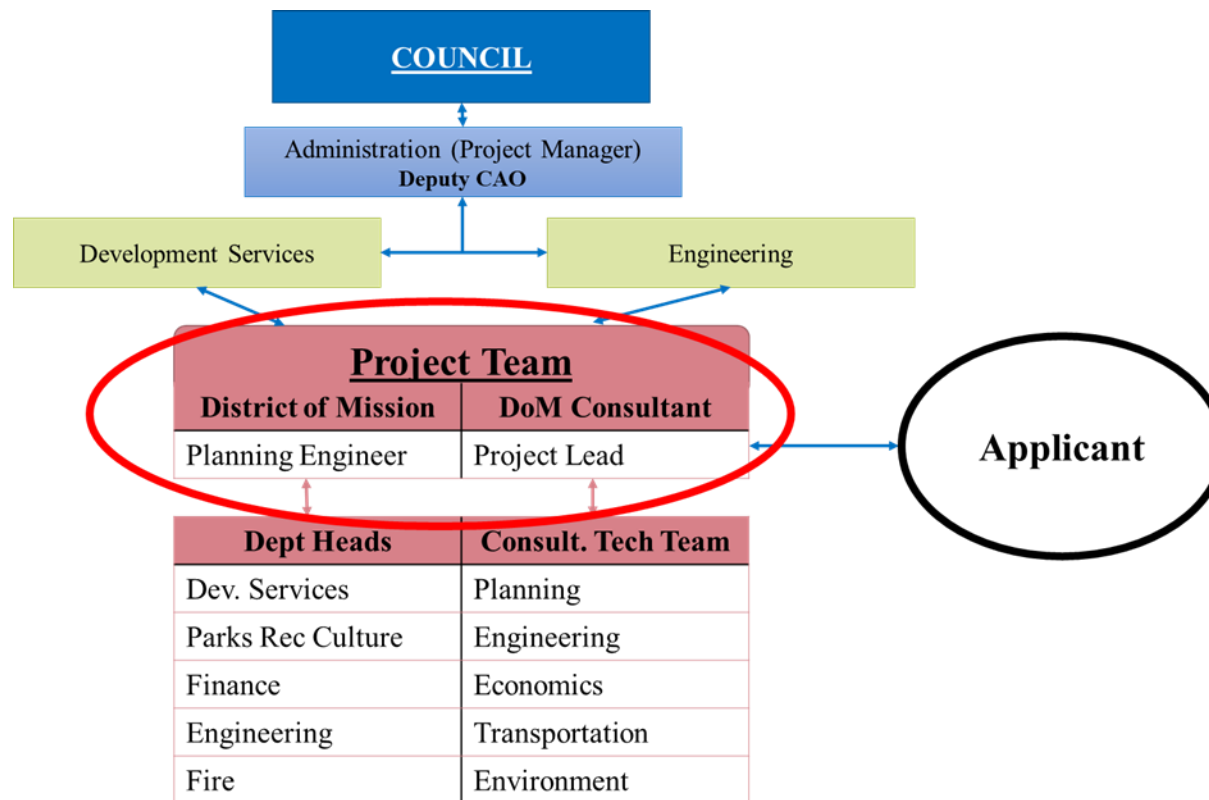 COUNCIL
Administration (Project Manager)
Deputy CAO
Development Services
Engineering
Project Team
District of Mission
DoM Consultant
Planning Engineer
Project Lead
Applicant
Dept Heads
Consult. Tech Team
Dev. Services
Planning
Parks Rec Culture
Engineering
Finance
Economics
Engineering
Transportation
Fire
Environment